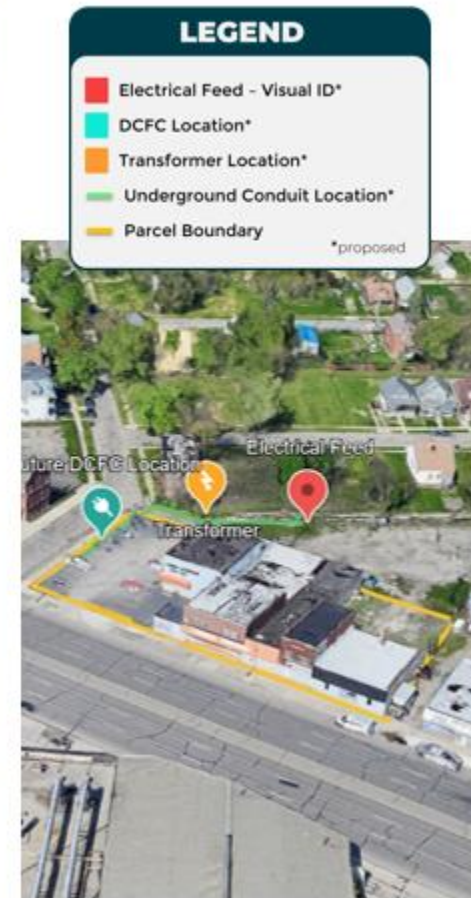 LEGEND
Electrical Feed - Visual ID*
DCFC Location*
Transformer Location*
Underground Conduit Location*
Parcel Boundary
*proposed
Electrical Feed
uture DCFC Location
Transformer